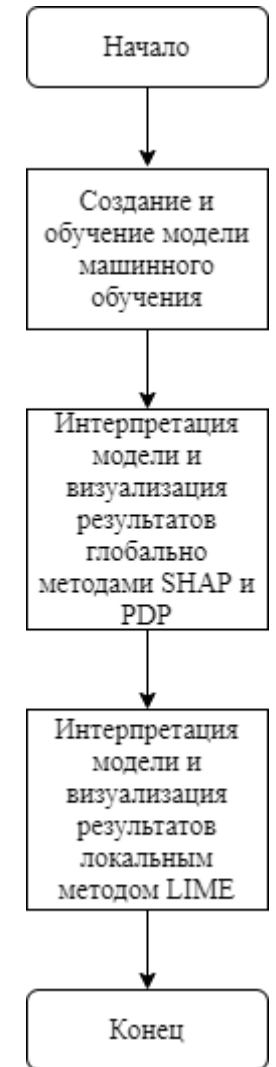 Начало
Создание и
обучение модели
машинного
обучения
Интерпретация
модели и
визуализация
результатов
глобально
методами SHAP и
PDP
Интерпретация
модели и
визуализация
результатов
локальным
методом LIME
Конец